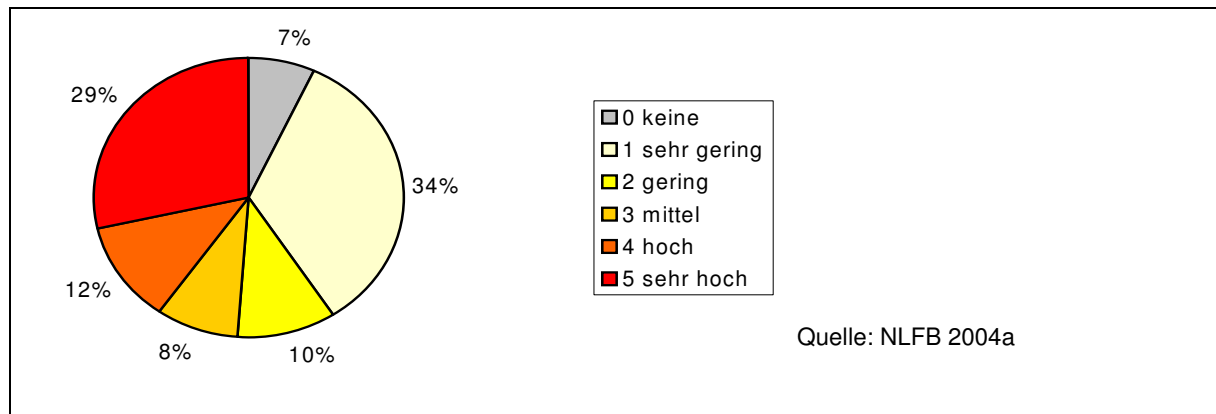 7%
29%
34%
12%
8%
10%
0 keine
1 sehr gering
2 gering
3 mittel
4 hoch
5 sehr hoch
Quelle: NLFB 2004a